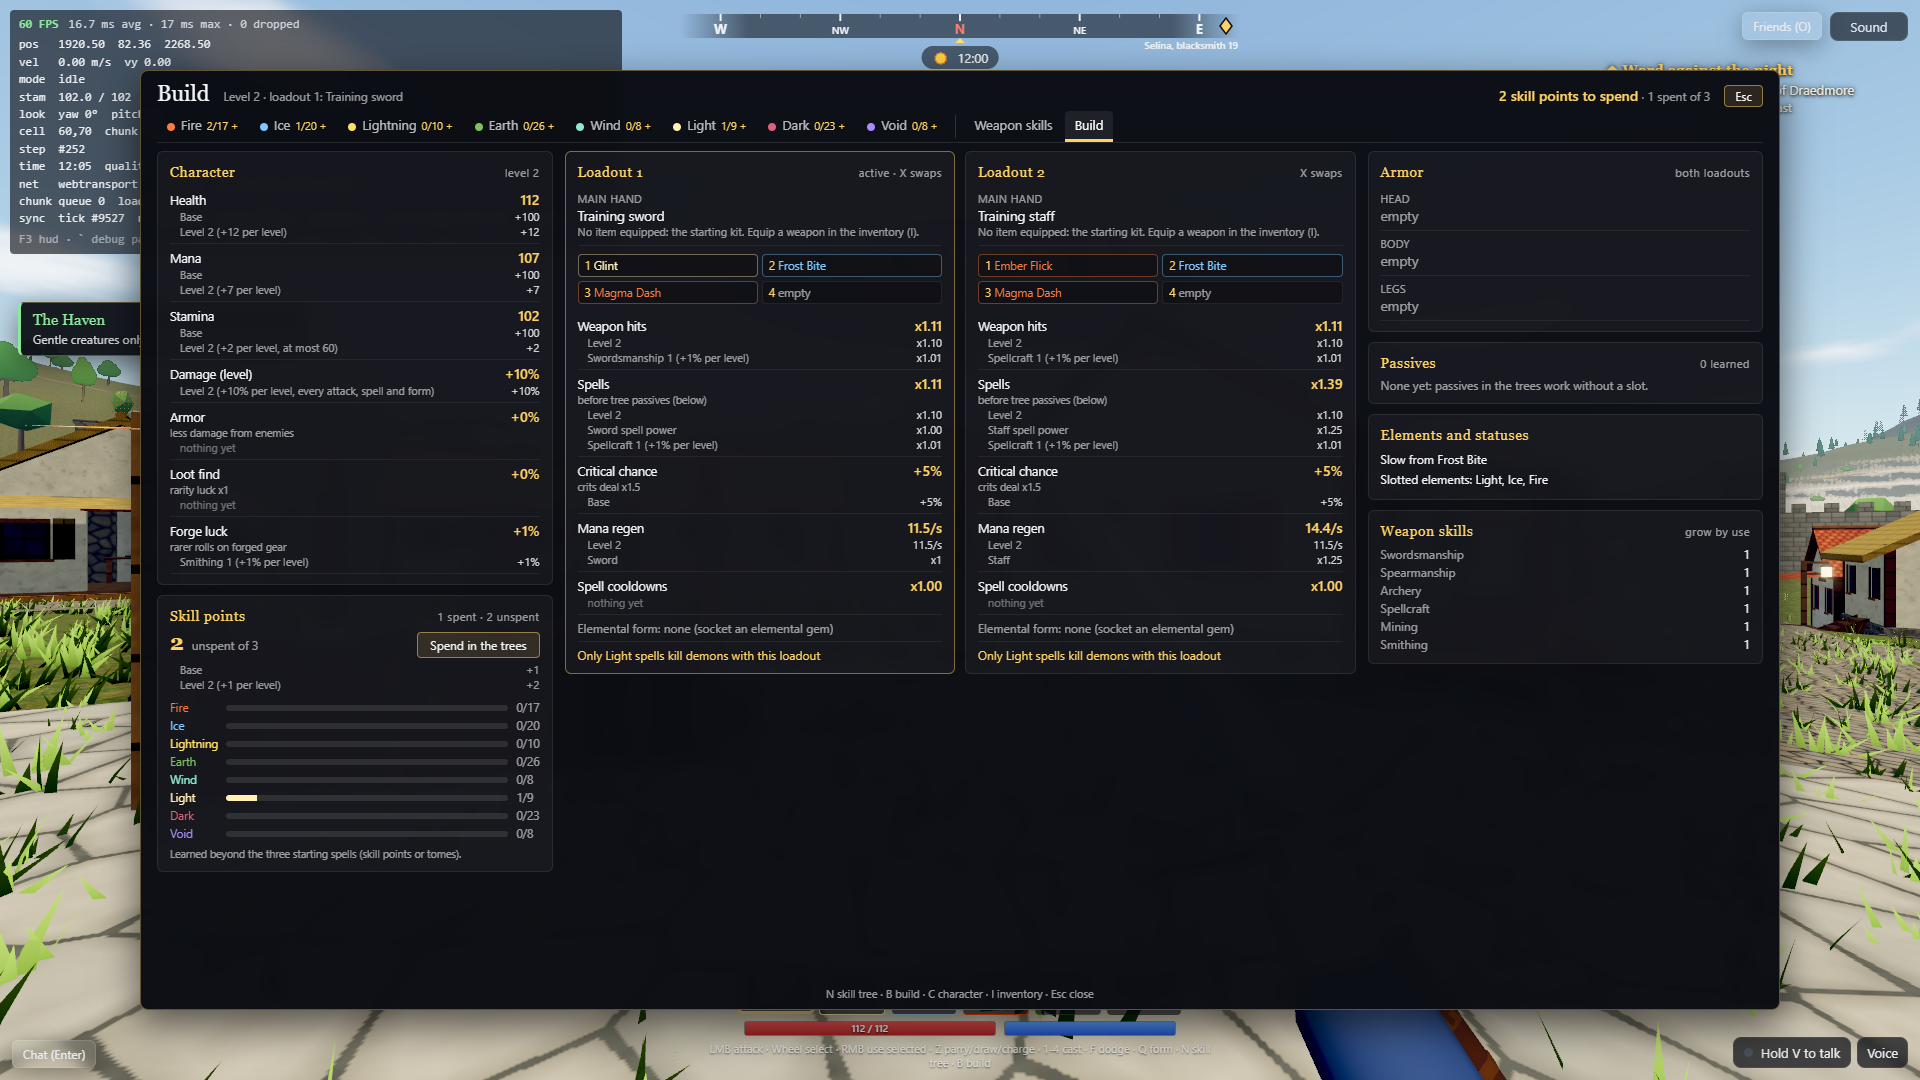 60 FPS 16.7 ms avg · 17 ms max · 0 dropped
pos 1920.50 82.36 2268.50
vel 0.00 m/s vy 0.00
mode idle
stam 102.0 / 102
look yaw 0° pitch
cell 60,70 chunk
step #252
time 12:05
net webtransport
chunk queue 0
sync tick #9527
F3 hud · ` debug
W NW N NE E
Selina, blacksmith 19
12:00
Friends (O)
Sound
Draedmore
The Haven
Gentle creatures
Build
Level 2 · loadout 1: Training sword
2 skill points to spend · 1 spent of 3
Esc
Fire 2/17 +
Ice 1/20 +
Lightning 0/10 +
Earth 0/26 +
Wind 0/8 +
Light 1/9 +
Dark 0/23 +
Void 0/8 +
Weapon skills
Build
Character level 2
Health 112
Base +100
Level 2 (+12 per level) +12
Mana 107
Base +100
Level 2 (+7 per level) +7
Stamina 102
Base +100
Level 2 (+2 per level, at most 60) +2
Damage (level) +10%
Level 2 (+10% per level, every attack, spell and form) +10%
Armor +0%
less damage from enemies
nothing yet
Loot find +0%
rarity luck x1
nothing yet
Forge luck +1%
rarer rolls on forged gear
Smithing 1 (+1% per level) +1%
Skill points 1 spent · 2 unspent
2 unspent of 3
Spend in the trees
Base +1
Level 2 (+1 per level) +2
Fire 0/17
Ice 0/20
Lightning 0/10
Earth 0/26
Wind 0/8
Light 1/9
Dark 0/23
Void 0/8
Learned beyond the three starting spells (skill points or tomes).
Loadout 1 active · X swaps
MAIN HAND
Training sword
No item equipped: the starting kit. Equip a weapon in the inventory (I).
1 Glint
2 Frost Bite
3 Magma Dash
4 empty
Weapon hits x1.11
Level 2 x1.10
Swordsmanship 1 (+1% per level) x1.01
Spells x1.11
before tree passives (below)
Level 2 x1.10
Sword spell power x1.00
Spellcraft 1 (+1% per level) x1.01
Critical chance +5%
crits deal x1.5
Base +5%
Mana regen 11.5/s
Level 2 11.5/s
Sword x1
Spell cooldowns x1.00
nothing yet
Elemental form: none (socket an elemental gem)
Only Light spells kill demons with this loadout
Loadout 2 X swaps
MAIN HAND
Training staff
No item equipped: the starting kit. Equip a weapon in the inventory (I).
1 Ember Flick
2 Frost Bite
3 Magma Dash
4 empty
Weapon hits x1.11
Level 2 x1.10
Spellcraft 1 (+1% per level) x1.01
Spells x1.39
before tree passives (below)
Level 2 x1.10
Staff spell power x1.25
Spellcraft 1 (+1% per level) x1.01
Critical chance +5%
crits deal x1.5
Base +5%
Mana regen 14.4/s
Level 2 11.5/s
Staff x1.25
Spell cooldowns x1.00
nothing yet
Elemental form: none (socket an elemental gem)
Only Light spells kill demons with this loadout
Armor both loadouts
HEAD
empty
BODY
empty
LEGS
empty
Passives 0 learned
None yet: passives in the trees work without a slot.
Elements and statuses
Slow from Frost Bite
Slotted elements: Light, Ice, Fire
Weapon skills grow by use
Swordsmanship 1
Spearmanship 1
Archery 1
Spellcraft 1
Mining 1
Smithing 1
N skill tree · B build · C character · I inventory · Esc close
112 / 112
LMB attack · Wheel select · RMB use selected · Z parry/draw/charge · 1-4 cast · F dodge · Q form · N skill
tree · B build
Chat (Enter)
Hold V to talk
Voice